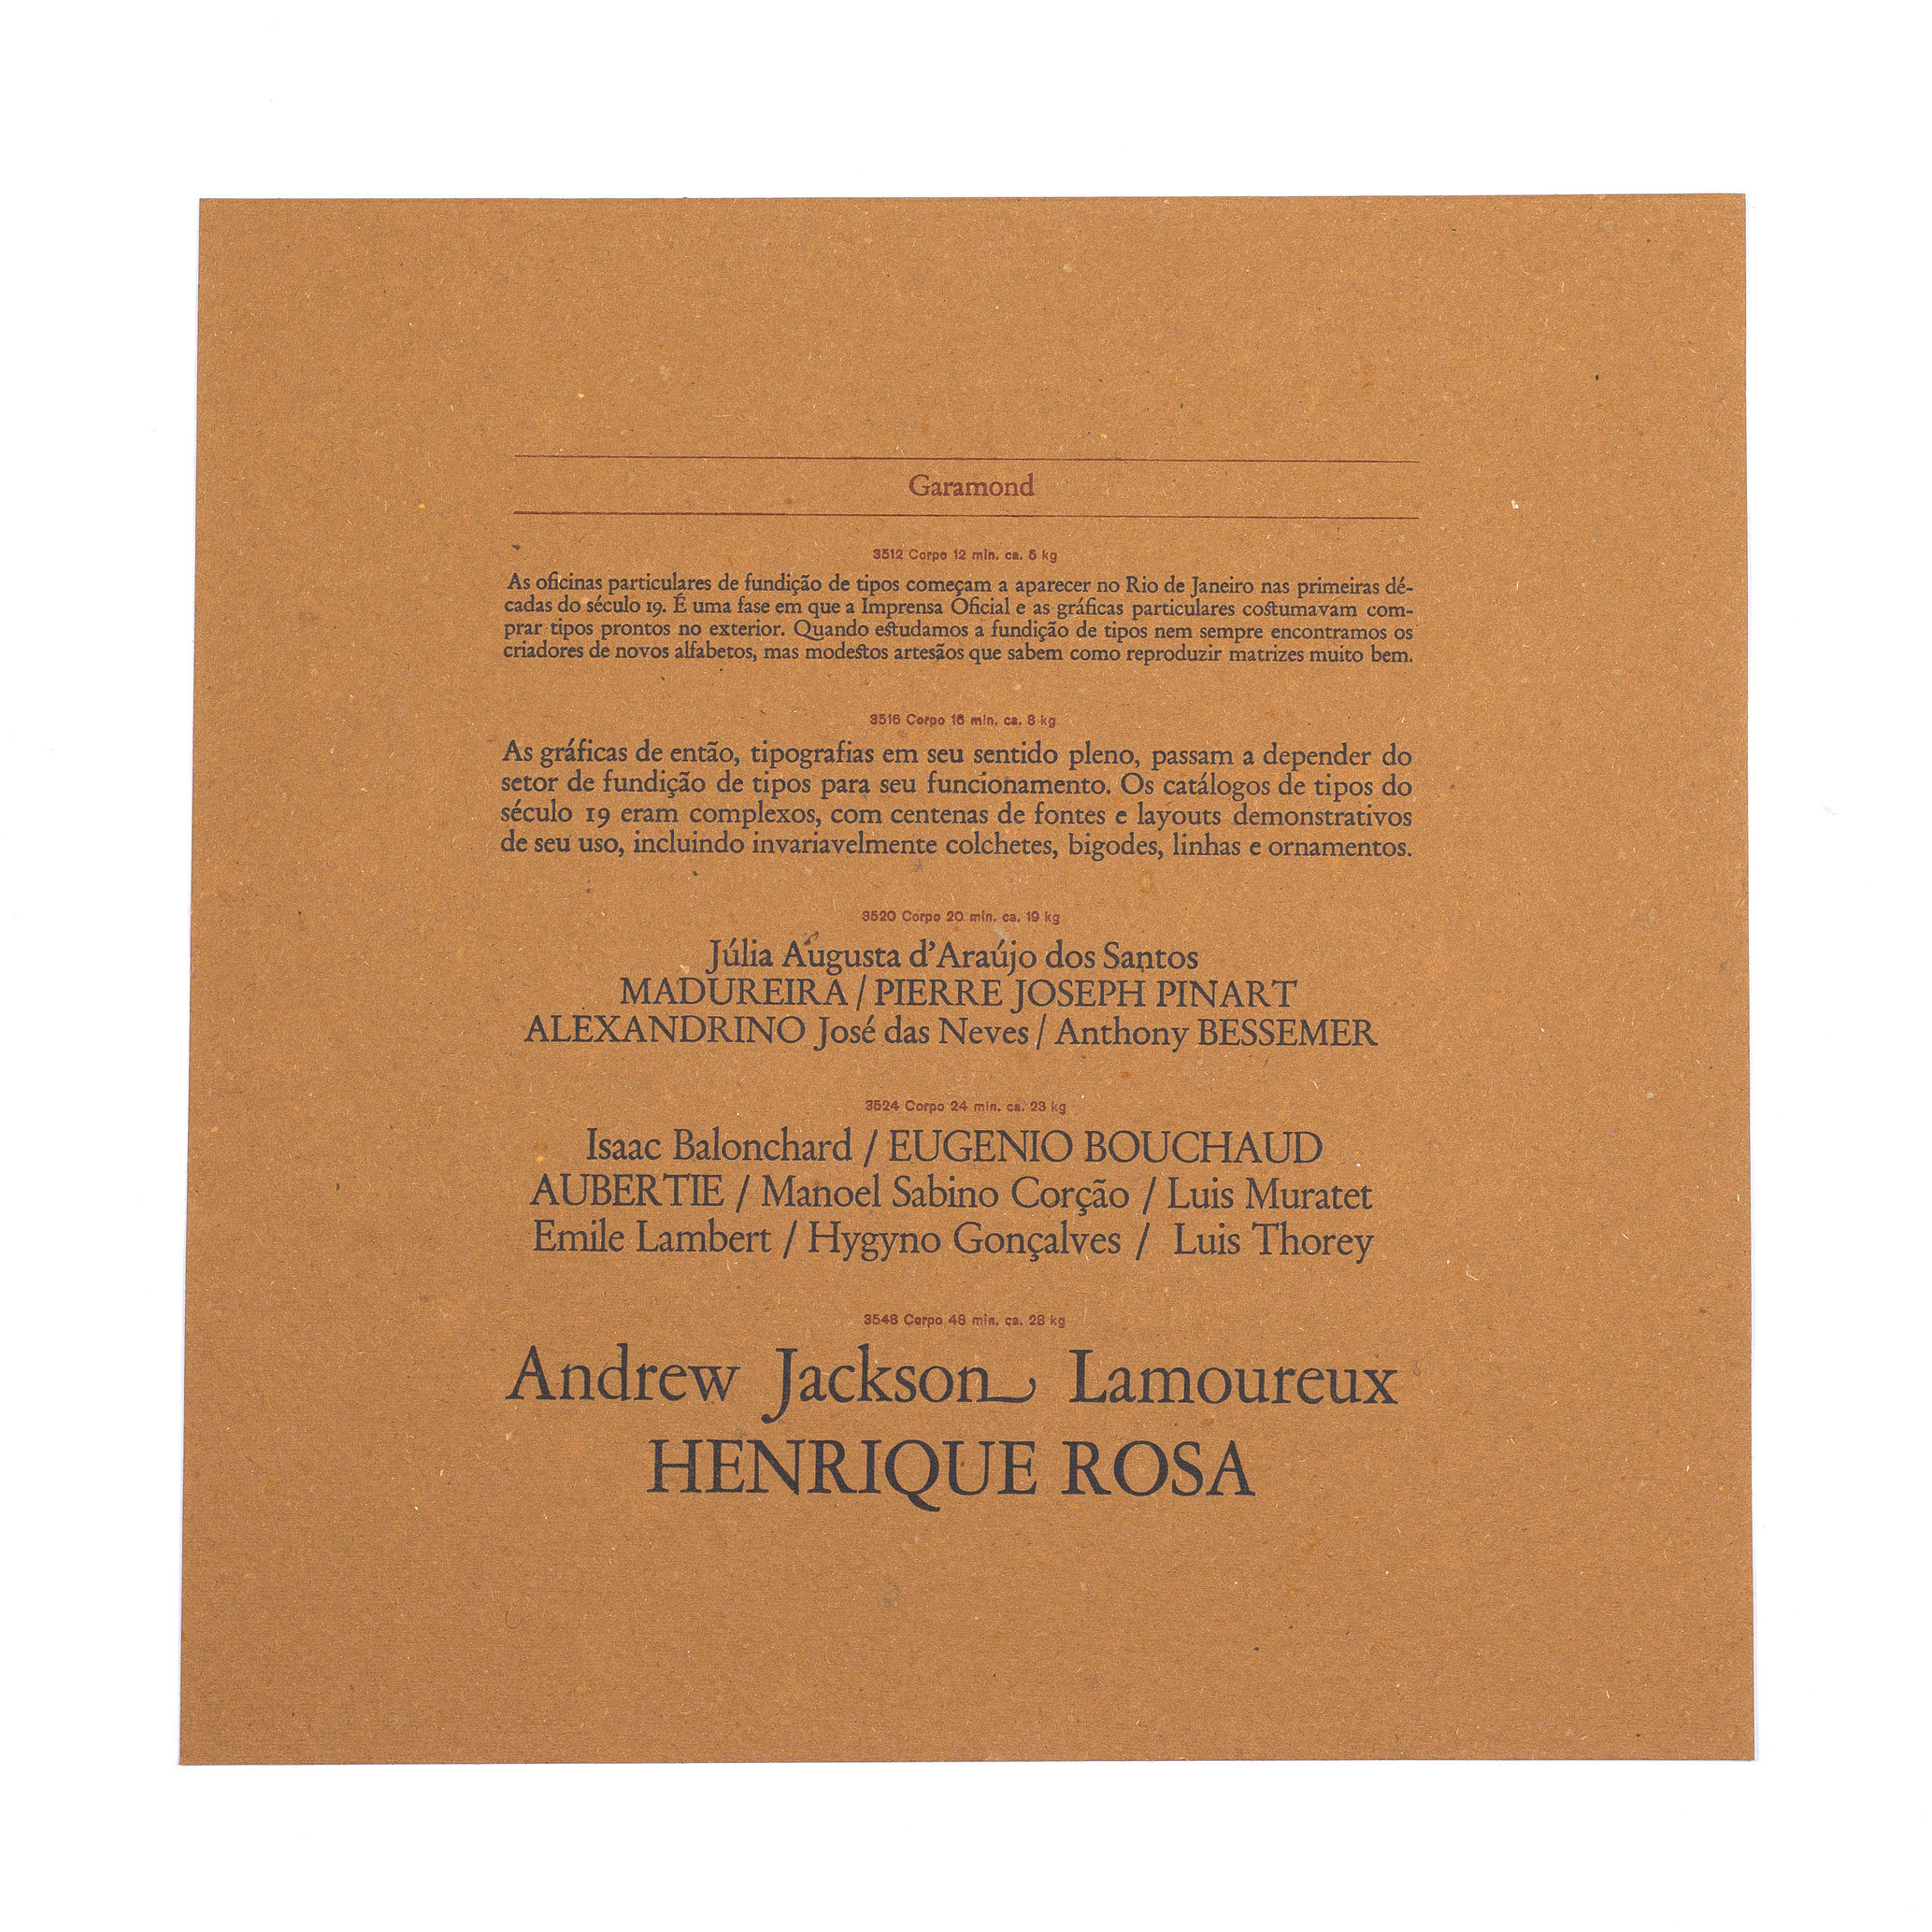 Garamond
3512 Corpo 12 min. ca. 5 kg
As oficinas particulares de fundição de tipos começam a aparecer no Rio de Janeiro nas primeiras dé-
cadas do século 19. É uma fase em que a Imprensa Oficial e as gráficas particulares costumavam com-
prar tipos prontos no exterior. Quando estudamos a fundição de tipos nem sempre encontramos os
criadores de novos alfabetos, mas modestos artesãos que sabem como reproduzir matrizes muito bem.
3516 Corpo 16 min. ca. 8 kg
As gráficas de então, tipografias em seu sentido pleno, passam a depender do
setor de fundição de tipos para seu funcionamento. Os catálogos de tipos do
século 19 eram complexos, com centenas de fontes e layouts demonstrativos
de seu uso, incluindo invariavelmente colchetes, bigodes, linhas e ornamentos.
3520 Corpo 20 min. ca. 19 kg
Júlia Augusta d'Araújo dos Santos
MADUREIRA / PIERRE JOSEPH PINART
ALEXANDRINO José das Neves / Anthony BESSEMER
3524 Corpo 24 min. ca. 23 kg
Isaac Balonchard / EUGENIO BOUCHAUD
AUBERTIE / Manoel Sabino Corção / Luis Muratet
Emile Lambert / Hygyno Gonçalves / Luis Thorey
3548 Corpo 48 min. ca. 28 kg
Andrew Jackson Lamoureux
HENRIQUE ROSA